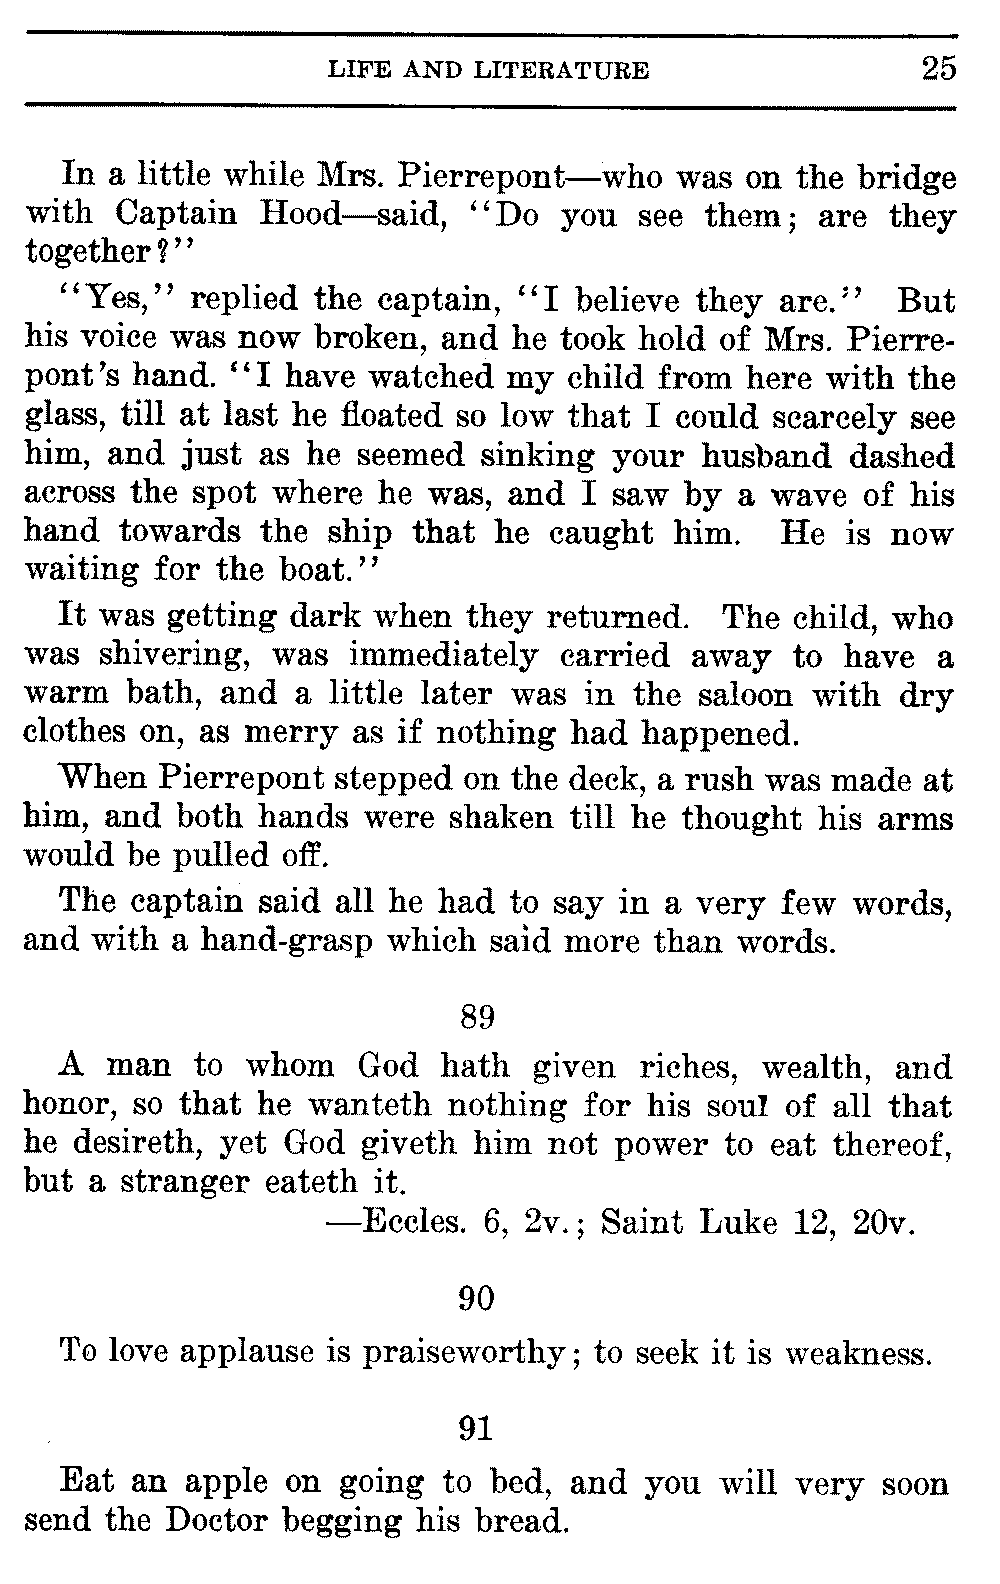 LIFE AND LITERATURE 25
In a little while Mrs. Pierrepont—who was on the bridge
with Captain Hood—said, "Do you see them; are they
together?"
"Yes," replied the captain, "I believe they are." But
his voice was now broken, and he took hold of Mrs. Pierre-
pont's hand. "I have watched my child from here with the
glass, till at last he floated so low that I could scarcely see
him, and just as he seemed sinking your husband dashed
across the spot where he was, and I saw by a wave of his
hand towards the ship that he caught him. He is now
waiting for the boat."
It was getting dark when they returned. The child, who
was shivering, was immediately carried away to have a
warm bath, and a little later was in the saloon with dry
clothes on, as merry as if nothing had happened.
When Pierrepont stepped on the deck, a rush was made at
him, and both hands were shaken till he thought his arms
would be pulled off.
The captain said all he had to say in a very few words,
and with a hand-grasp which said more than words.
89
A man to whom God hath given riches, wealth, and
honor, so that he wanteth nothing for his soul of all that
he desireth, yet God giveth him not power to eat thereof,
but a stranger eateth it.
—Eccles. 6, 2v.; Saint Luke 12, 20v.
90
To love applause is praiseworthy; to seek it is weakness.
91
Eat an apple on going to bed, and you will very soon
send the Doctor begging his bread.